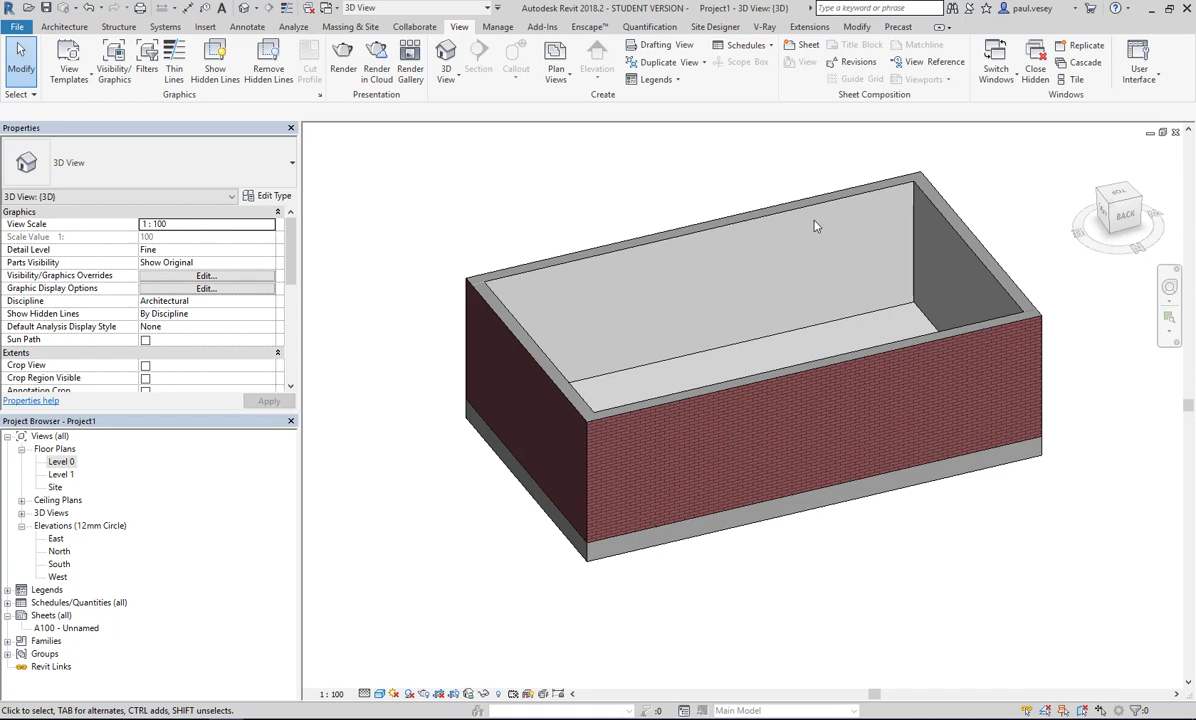 3D View
Autodesk Revit 2018.2 - STUDENT VERSION - Project1 - 3D View: {3D}
Type a keyword or phrase
paul.vesey
File Architecture Structure Systems Insert Annotate Analyze Massing & Site Collaborate View Manage Add-Ins Enscape™ Quantification Site Designer V-Ray Extensions Modify Precast
Modify
View Templates
Visibility/ Graphics
Filters
Thin Lines
Show Hidden Lines
Remove Hidden Lines
Cut Profile
Render
Render in Cloud
Render Gallery
3D View
Section
Callout
Plan Views
Elevation
Drafting View
Duplicate View
Legends
Schedules
Scope Box
Sheet
View
Title Block
Revisions
Guide Grid
Matchline
View Reference
Viewports
Switch Windows
Close Hidden
Replicate
Cascade
Tile
User Interface
Select Graphics Presentation Create Sheet Composition Windows
Properties
3D View
3D View: {3D} Edit Type
Graphics
View Scale 1 : 100
Scale Value 1: 100
Detail Level Fine
Parts Visibility Show Original
Visibility/Graphics Overrides Edit...
Graphic Display Options Edit...
Discipline Architectural
Show Hidden Lines By Discipline
Default Analysis Display Style None
Sun Path
Extents
Crop View
Crop Region Visible
Annotation Crop
Properties help Apply
Project Browser - Project1
Views (all)
Floor Plans
Level 0
Level 1
Site
Ceiling Plans
3D Views
Elevations (12mm Circle)
East
North
South
West
Legends
Schedules/Quantities (all)
Sheets (all)
A100 - Unnamed
Families
Groups
Revit Links
TOP
BACK
1 : 100
Click to select, TAB for alternates, CTRL adds, SHIFT unselects.
:0
Main Model
:0